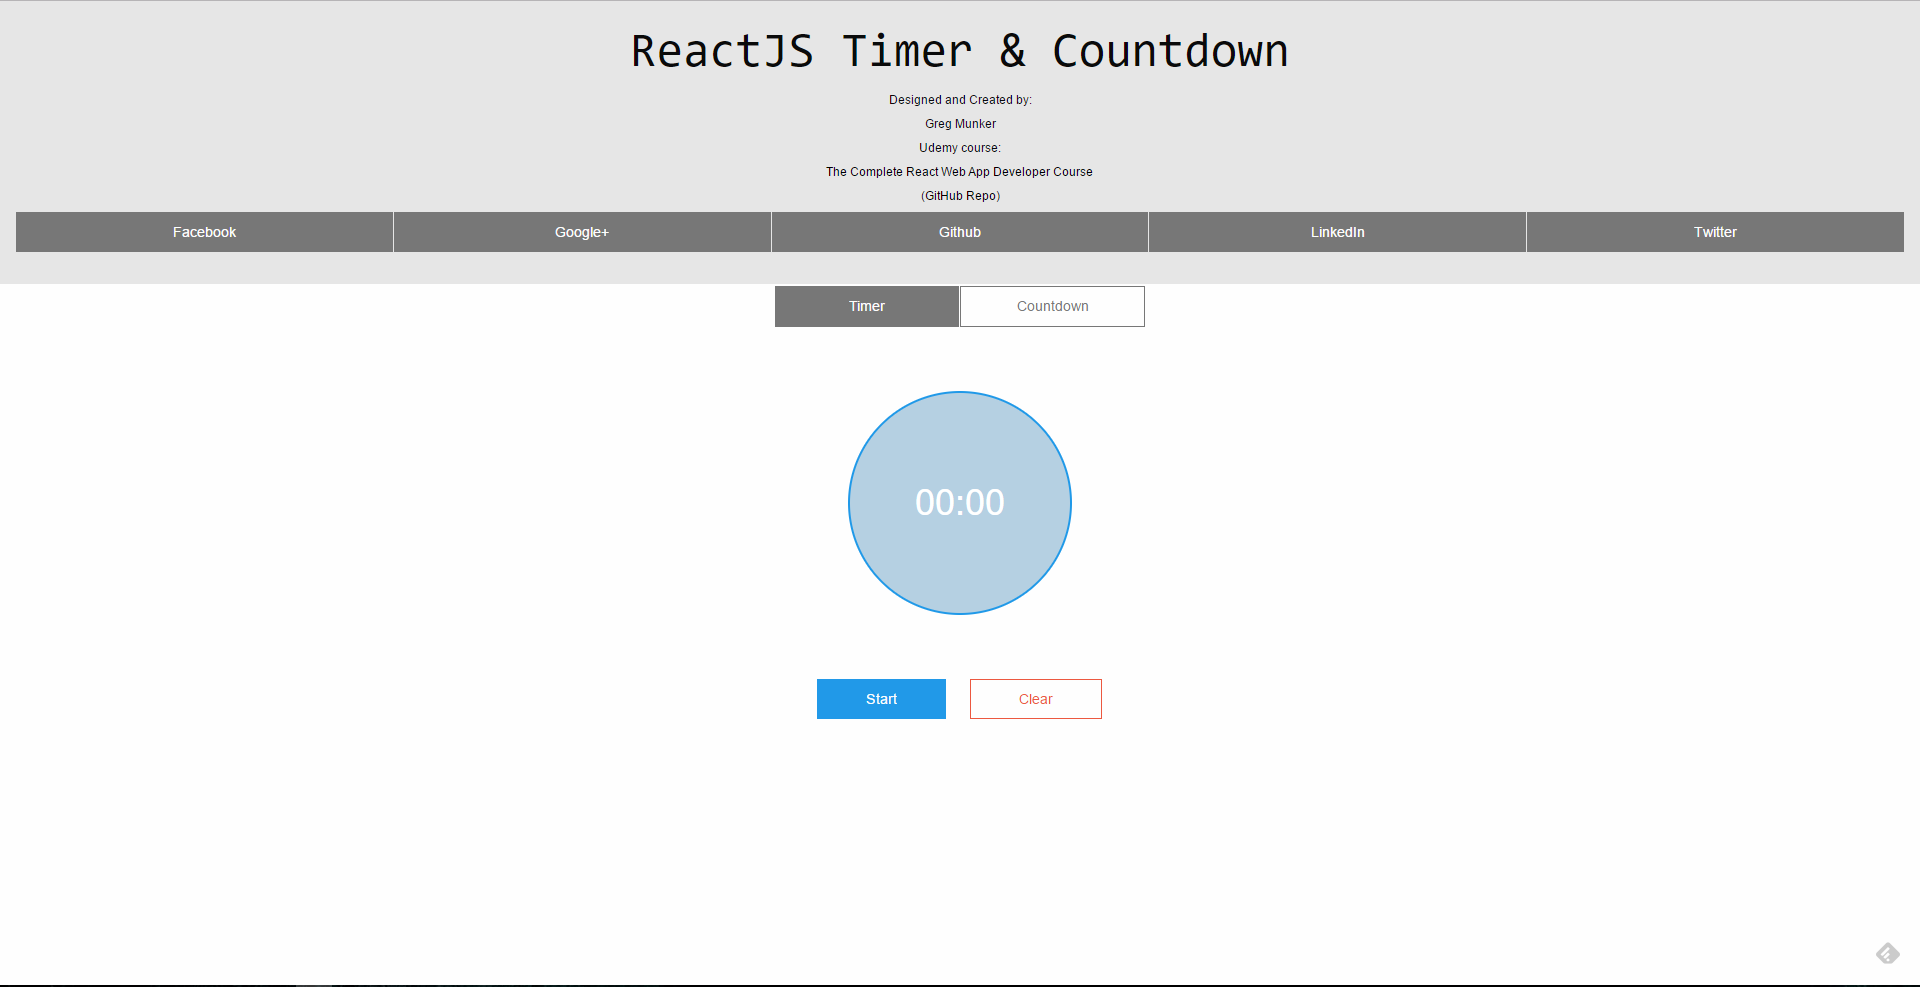 ReactJS Timer & Countdown
Designed and Created by:
Greg Munker
Udemy course:
The Complete React Web App Developer Course
(GitHub Repo)
Facebook Google+ Github LinkedIn Twitter
Timer Countdown
00:00
Start Clear